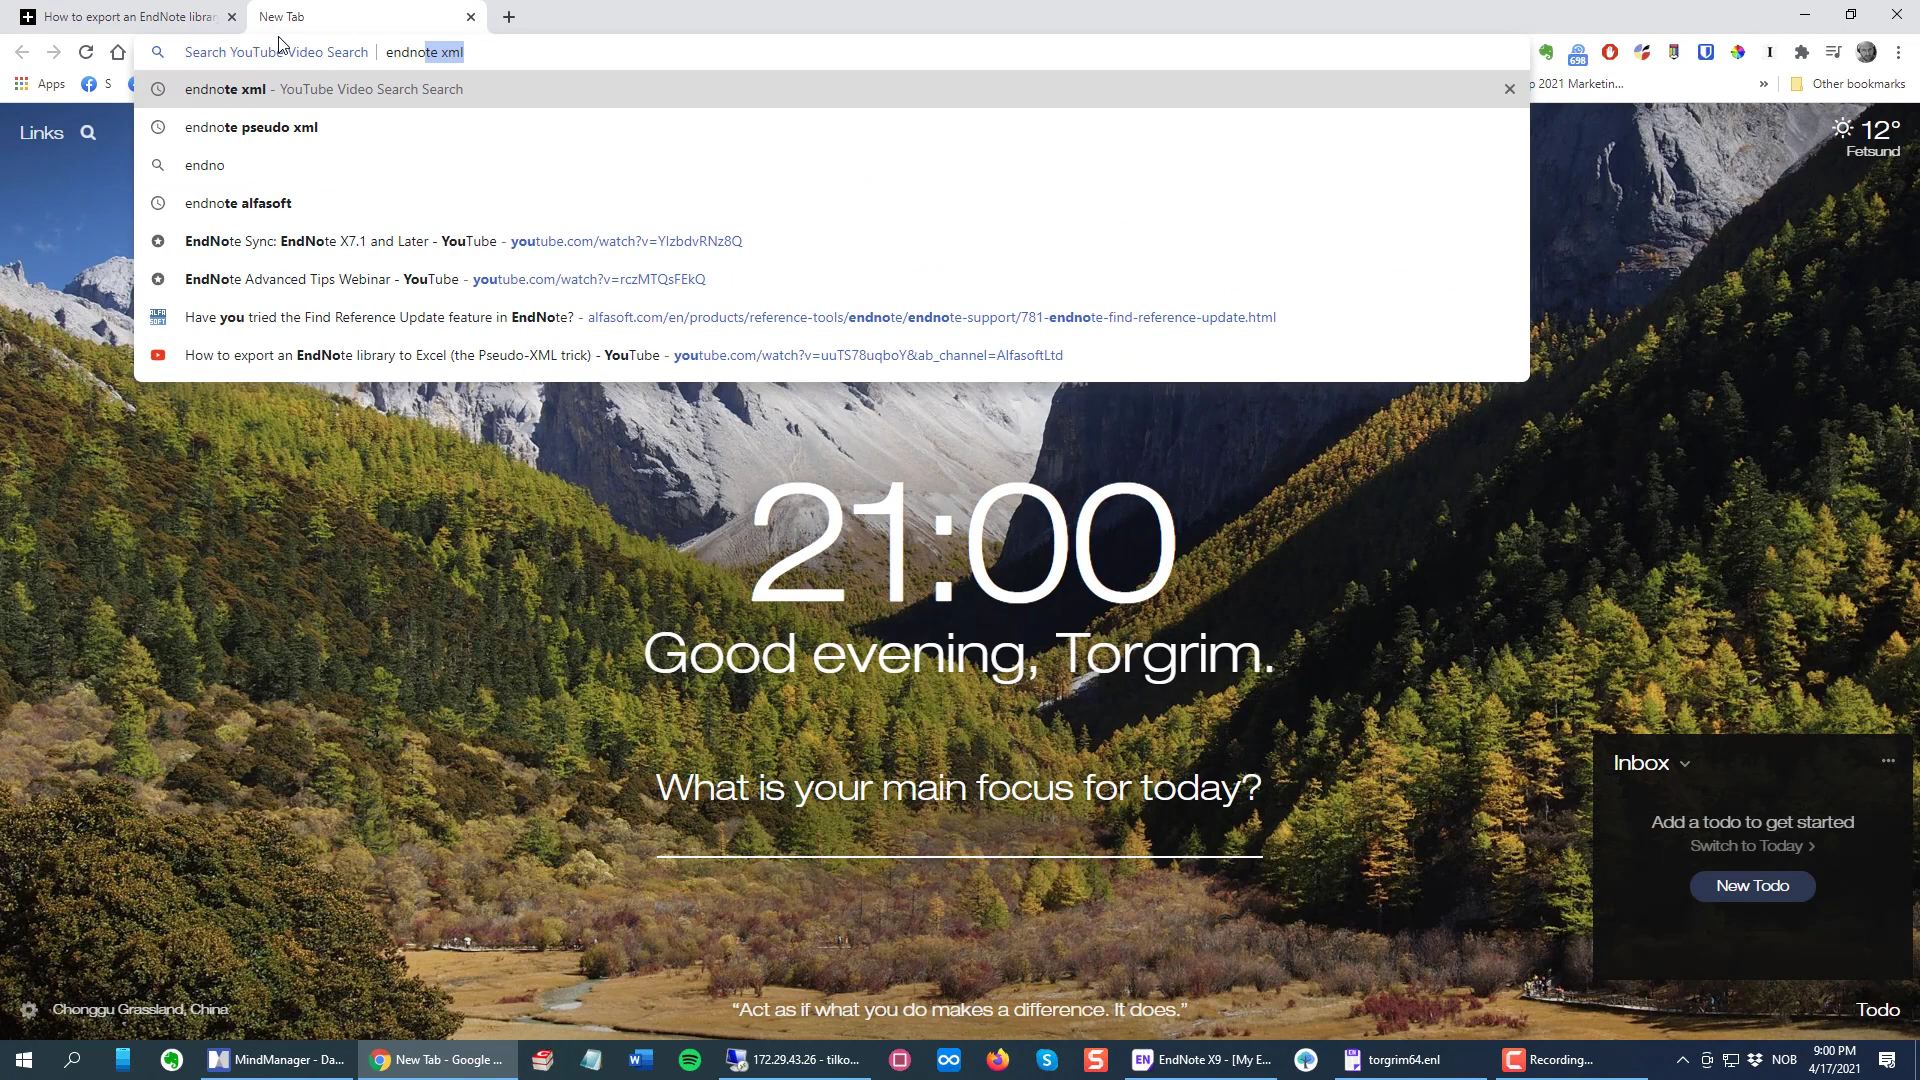 How to export an EndNote librar
New Tab
Search YouTube Video Search | endnote xml
698
Apps
S
p 2021 Marketin...
»
Other bookmarks
endnote xml - YouTube Video Search Search
endnote pseudo xml
endno
endnote alfasoft
EndNote Sync: EndNote X7.1 and Later - YouTube - youtube.com/watch?v=YlzbdvRNz8Q
EndNote Advanced Tips Webinar - YouTube - youtube.com/watch?v=rczMTQsFEkQ
Have you tried the Find Reference Update feature in EndNote? - alfasoft.com/en/products/reference-tools/endnote/endnote-support/781-endnote-find-reference-update.html
How to export an EndNote library to Excel (the Pseudo-XML trick) - YouTube - youtube.com/watch?v=uuTS78uqboY&ab_channel=AlfasoftLtd
Links
12°
Fetsund
21:00
Good evening, Torgrim.
What is your main focus for today?
Inbox
Add a todo to get started
Switch to Today >
New Todo
Chonggu Grassland, China
“Act as if what you do makes a difference. It does.”
Todo
MindManager - Da...
New Tab - Google ...
172.29.43.26 - tilko...
EndNote X9 - [My E...
torgrim64.enl
Recording...
NOB
9:00 PM
4/17/2021